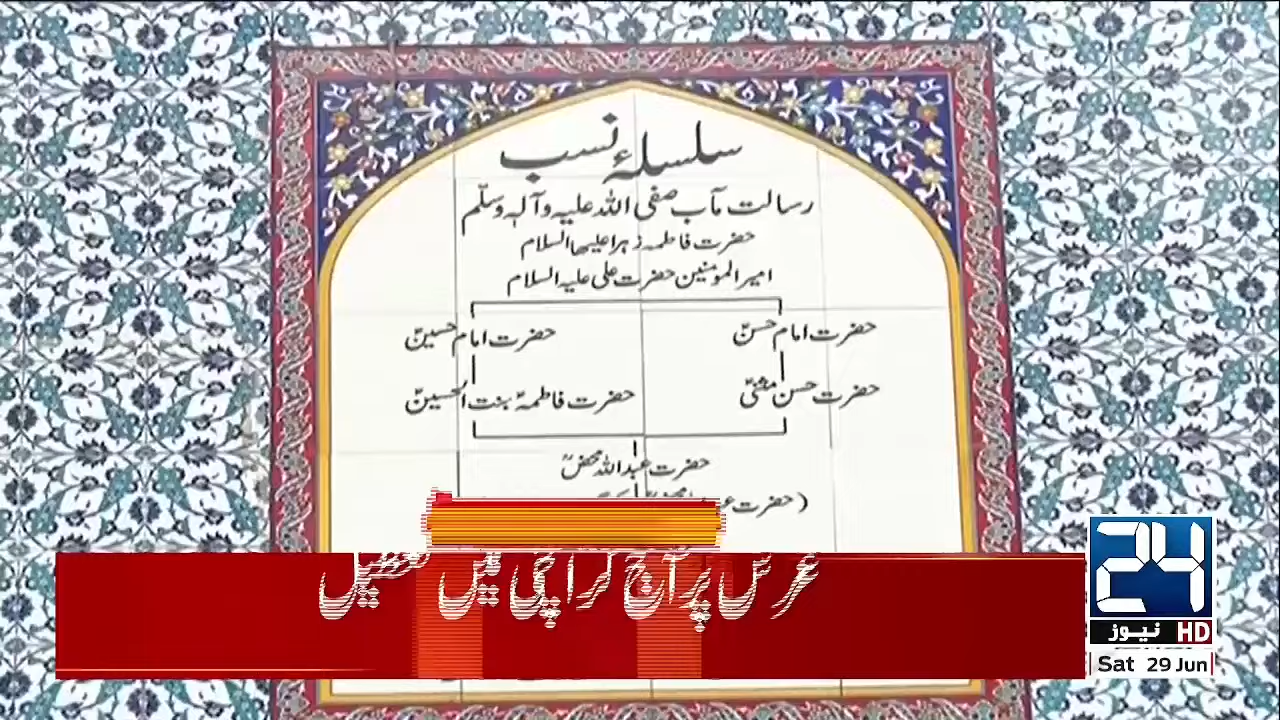 سلسلۂ نسب
رسالت مآب صلی اللہ علیہ وآلہٖ وسلّم
حضرت فاطمہ زہرا علیہا السلام
امیر المومنین حضرت علی علیہ السلام
حضرت امام حسنؑ حضرت امام حسینؑ
حضرت حسن مثنیٰؑ حضرت فاطمہؑ بنت الحسینؑ
حضرت عبداللہ محضؒ
(حضرت
عرس پر آج کراچی میں تعطیل
24
نیوز HD
Sat 29 Jun